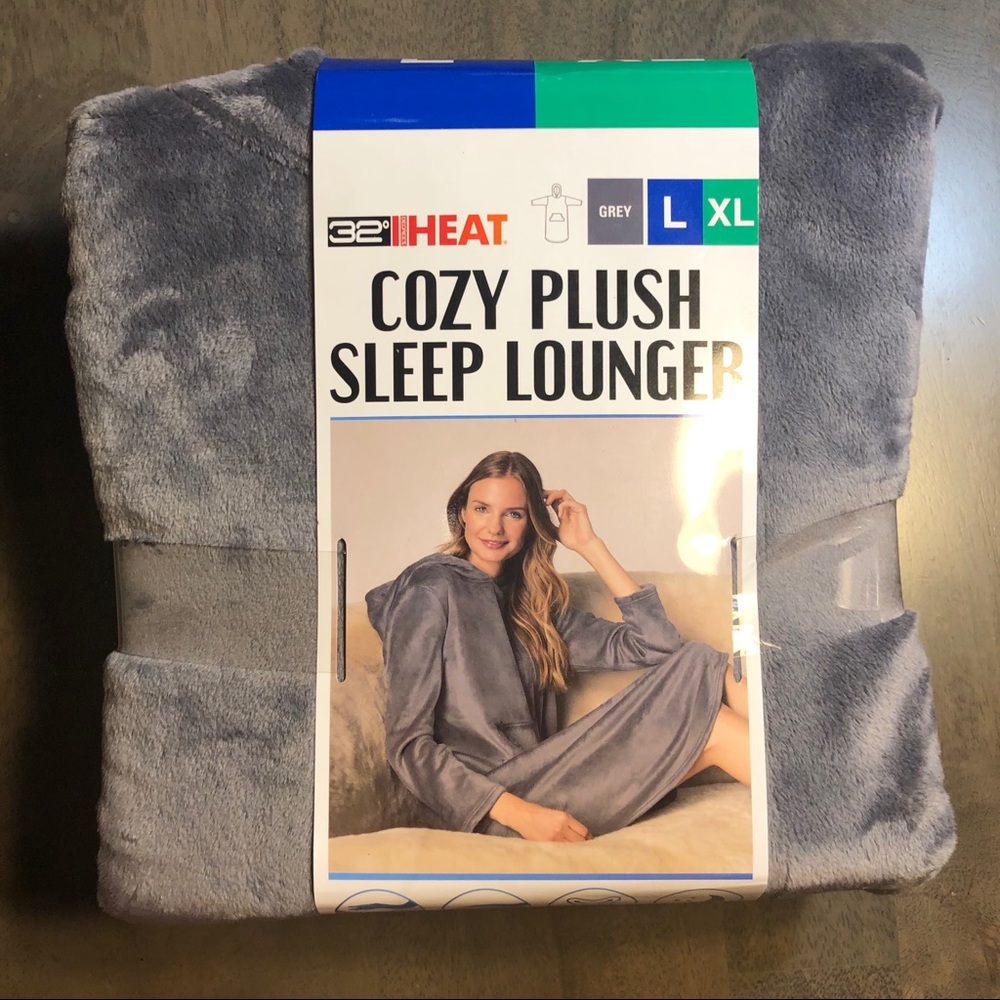 32° HEAT
GREY L XL
COZY PLUSH
SLEEP LOUNGER